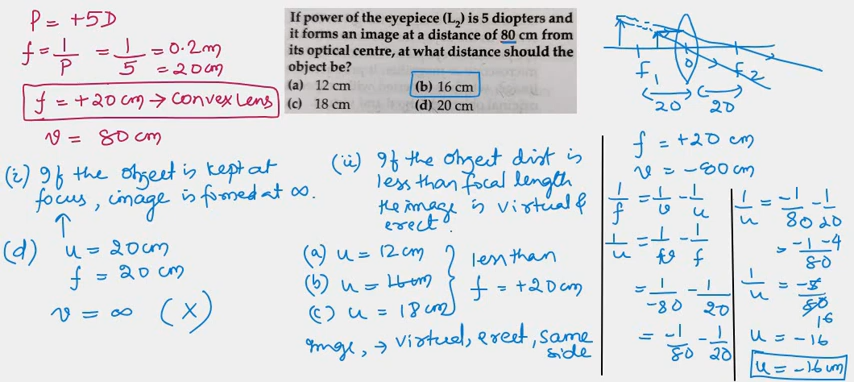 P = +5D
f = 1/P = 1/5 = 0.2m
= 20cm
f = +20 cm → Convex Lens
v = 80 cm
If power of the eyepiece (L₂) is 5 diopters and
it forms an image at a distance of 80 cm from
its optical centre, at what distance should the
object be?
(a) 12 cm (b) 16 cm
(c) 18 cm (d) 20 cm
F₁ O F₂
20 20
(i) If the object is kept at
focus, image is formed at ∞.
↑
(d) u = 20cm
f = 20 cm
v = ∞ (X)
(ii) If the object dist is
less than focal length
the image is virtual &
erect.
(a) u = 12cm
(b) u = 16cm
(c) u = 18cm
less than
f = +20cm
Image, → virtual, erect, same
side
f = +20 cm
v = -80cm
1/f = 1/v - 1/u
1/u = 1/v - 1/f
= 1/-80 - 1/20
= -1/80 - 1/20
1/u = -1/80 - 1/20
= -1-4/80
1/u = -5/80
16
u = -16
u = -16 cm